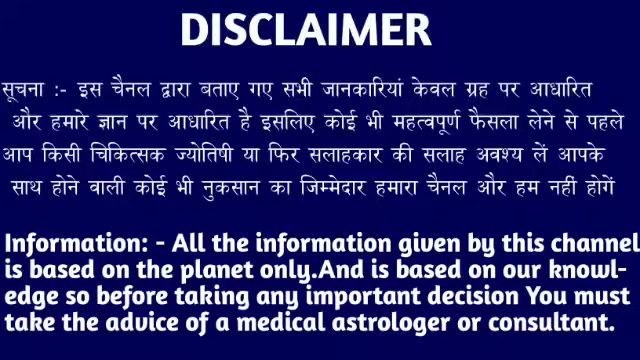 DISCLAIMER
सूचना :- इस चैनल द्वारा बताए गए सभी जानकारियां केवल ग्रह पर आधारित
और हमारे ज्ञान पर आधारित है इसलिए कोई भी महत्वपूर्ण फैसला लेने से पहले
आप किसी चिकित्सक ज्योतिषी या फिर सलाहकार की सलाह अवश्य लें आपके
साथ होने वाली कोई भी नुकसान का जिम्मेदार हमारा चैनल और हम नहीं होगें
Information: - All the information given by this channel
is based on the planet only.And is based on our knowl-
edge so before taking any important decision You must
take the advice of a medical astrologer or consultant.